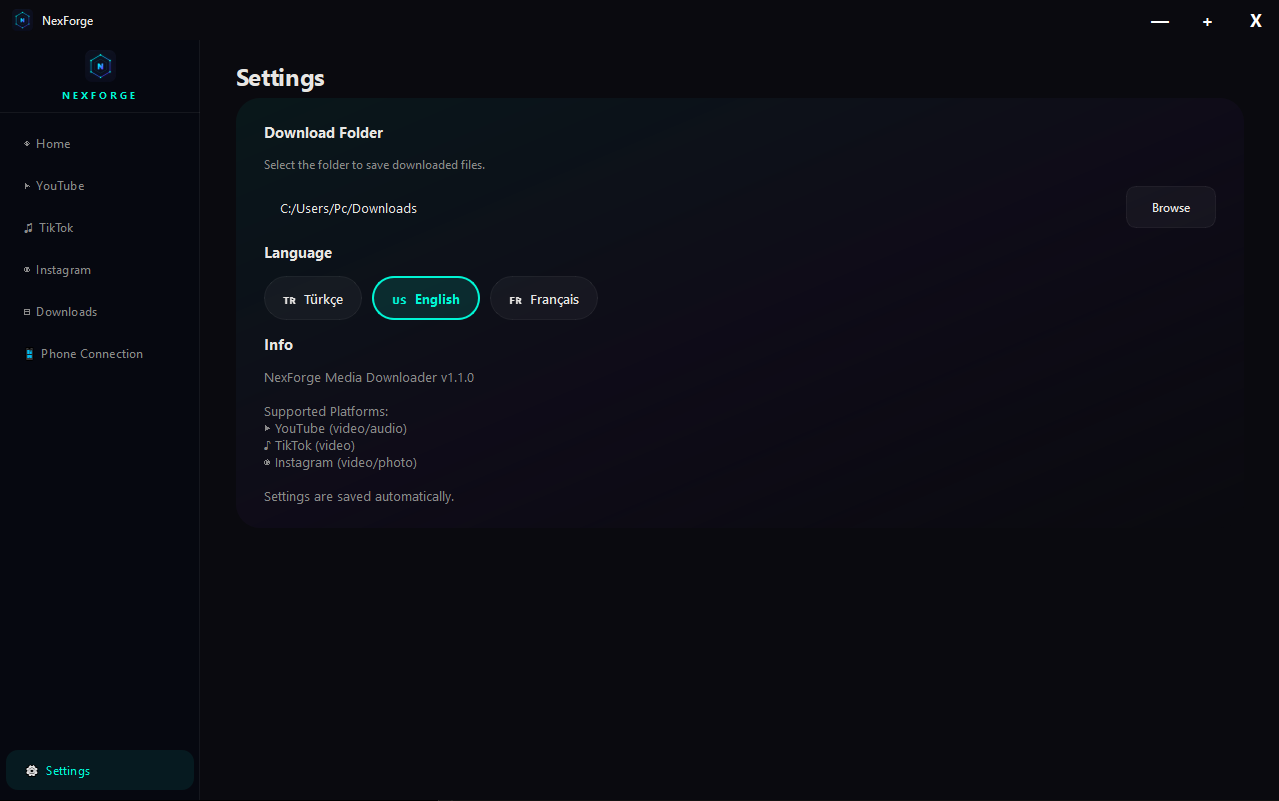 NexForge
— + X
NEXFORGE
Home
YouTube
TikTok
Instagram
Downloads
Phone Connection
Settings
Settings
Download Folder
Select the folder to save downloaded files.
C:/Users/Pc/Downloads
Browse
Language
TR Türkçe
US English
FR Français
Info
NexForge Media Downloader v1.1.0
Supported Platforms:
YouTube (video/audio)
TikTok (video)
Instagram (video/photo)
Settings are saved automatically.